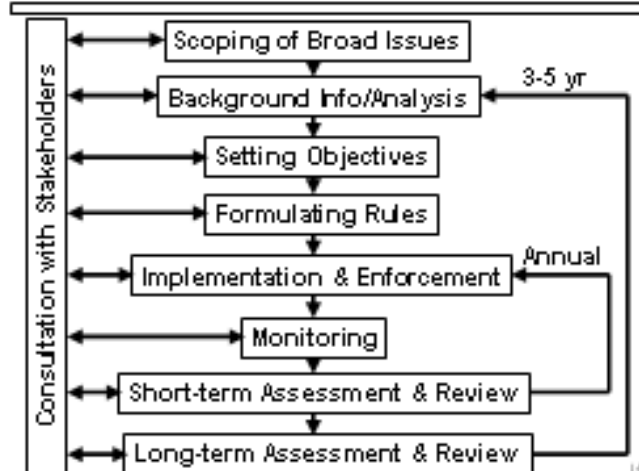 Scoping of Broad Issues
3-5 yr
Background Info/Analysis
Setting Objectives
Formulating Rules
Annual
Implementation & Enforcement
Monitoring
Short-term Assessment & Review
Long-term Assessment & Review
Consultation with Stakeholders